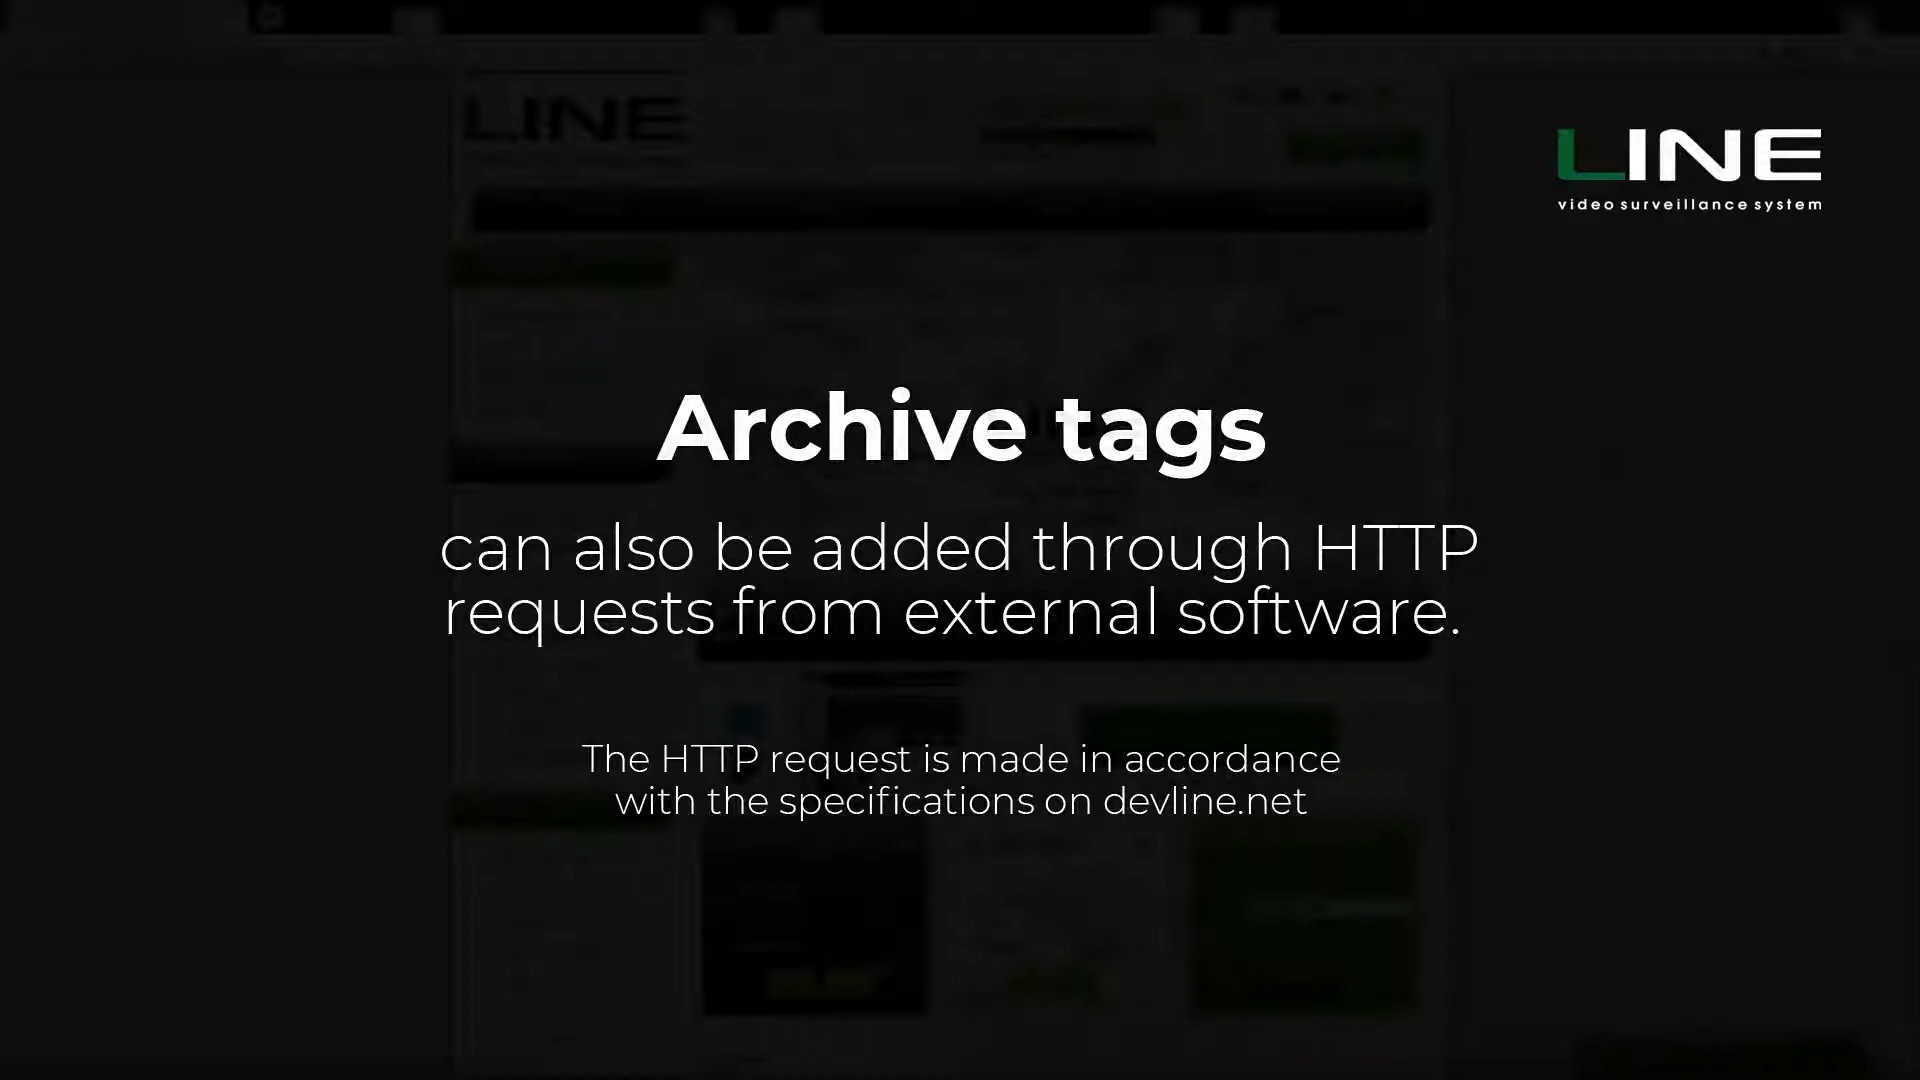 LINE
LINE
video surveillance system
Archive tags
can also be added through HTTP
requests from external software.
The HTTP request is made in accordance
with the specifications on devline.net